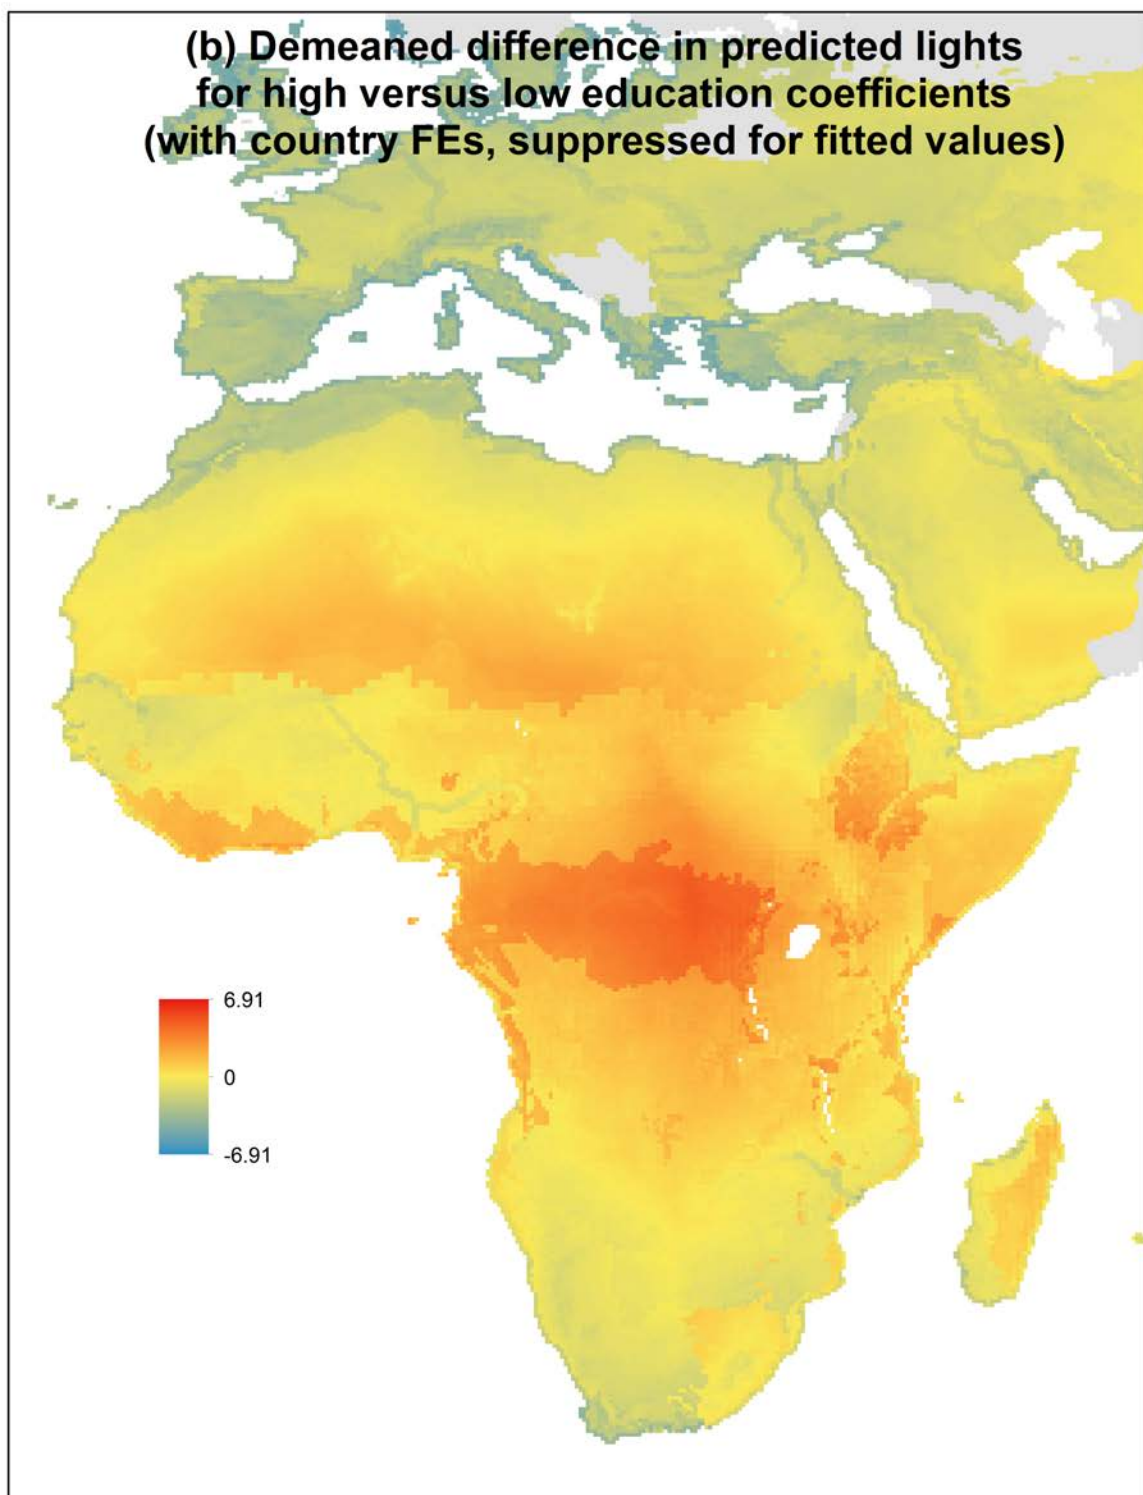 (b) Demeaned difference in predicted lights
for high versus low education coefficients
(with country FEs, suppressed for fitted values)
6.91
0
-6.91